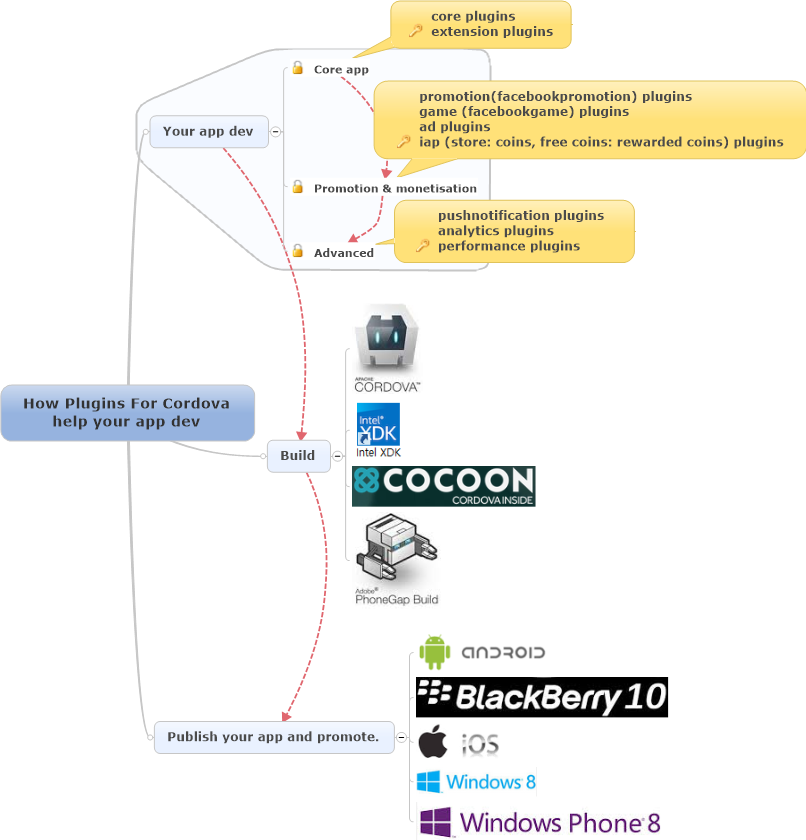 core plugins
extension plugins
Core app
promotion(facebookpromotion) plugins
game (facebookgame) plugins
ad plugins
iap (store: coins, free coins: rewarded coins) plugins
Your app dev
Promotion & monetisation
pushnotification plugins
analytics plugins
performance plugins
Advanced
APACHE
CORDOVA™
How Plugins For Cordova
help your app dev
Intel®
XDK
Intel XDK
Build
COCOON
CORDOVA INSIDE
Adobe®
PhoneGap Build
ANDROID
BlackBerry 10
Publish your app and promote.
iOS
Windows 8
Windows Phone 8